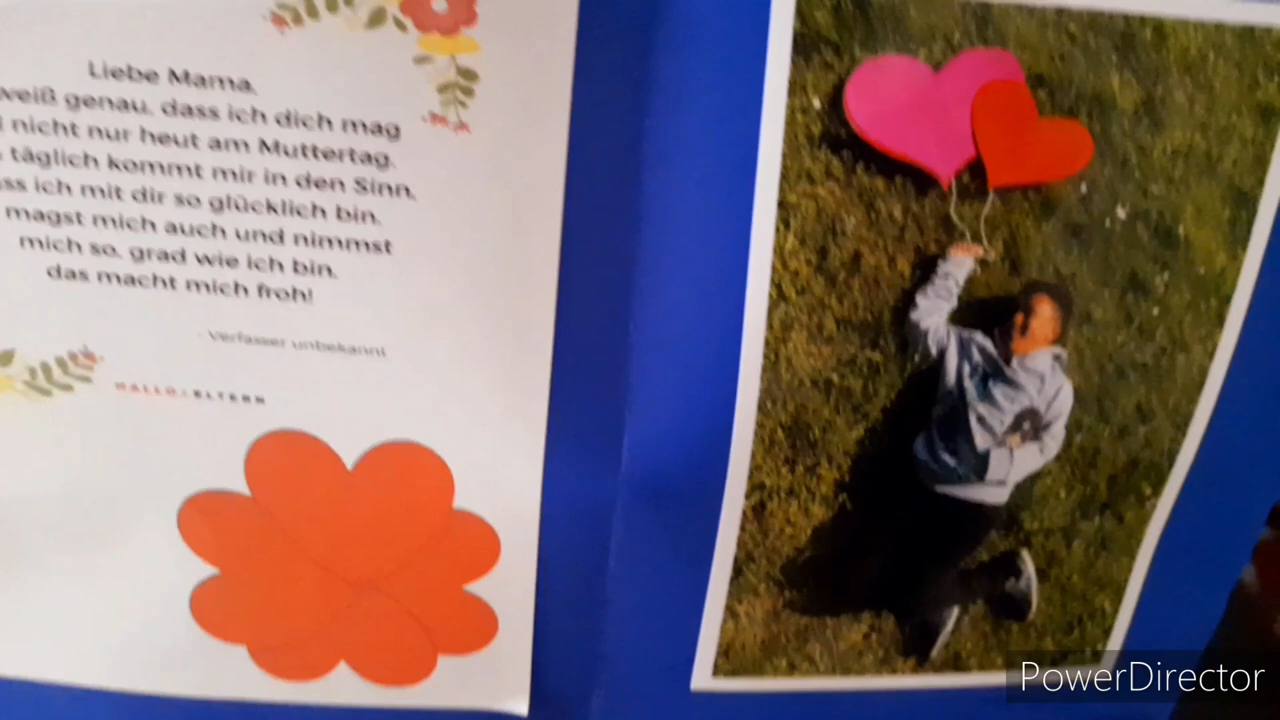 Liebe Mama,
weiß genau, dass ich dich mag
nicht nur heut am Muttertag,
täglich kommt mir in den Sinn,
ich mit dir so glücklich bin.
magst mich auch und nimmst
mich so, grad wie ich bin,
das macht mich froh!
- Verfasser unbekannt
HALLO:ELTERN
PowerDirector